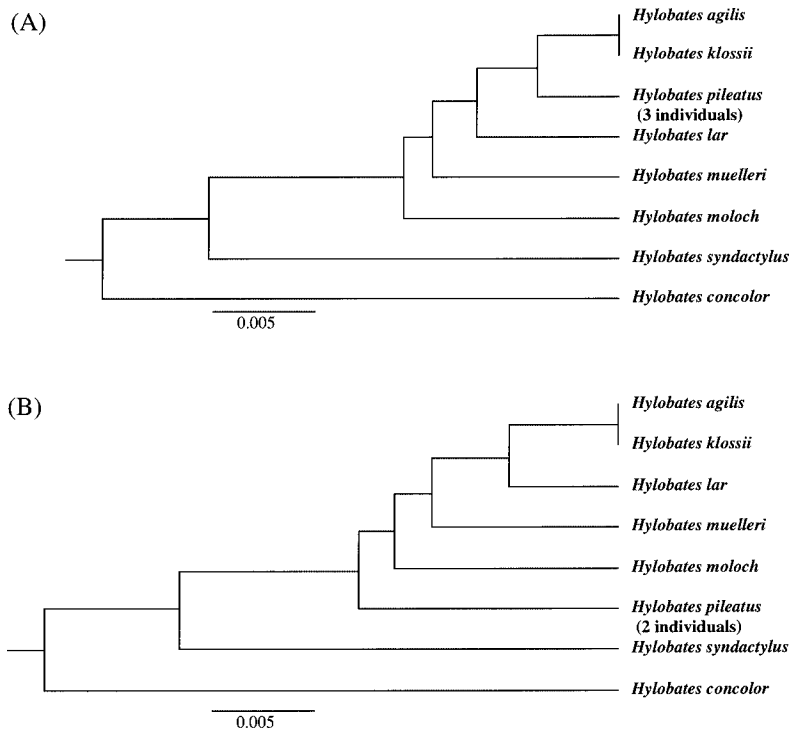 (A)
Hylobates agilis
Hylobates klossii
Hylobates pileatus
(3 individuals)
Hylobates lar
Hylobates muelleri
Hylobates moloch
Hylobates syndactylus
Hylobates concolor
0.005
(B)
Hylobates agilis
Hylobates klossii
Hylobates lar
Hylobates muelleri
Hylobates moloch
Hylobates pileatus
(2 individuals)
Hylobates syndactylus
Hylobates concolor
0.005